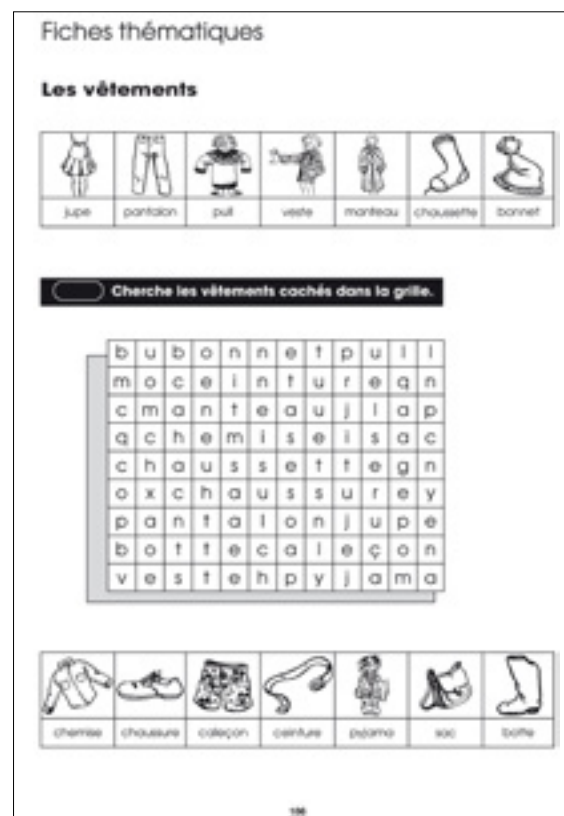 Fiches thématiques
Les vêtements
jupe pantalon pull veste manteau chaussette bonnet
Cherche les vêtements cachés dans la grille.
b u b o n n e t p u l l
m o c e i n t u r e q n
c m a n t e a u j l a p
q c h e m i s e i s a c
c h a u s s e t t e g n
o x c h a u s s u r e y
p a n t a l o n j u p e
b o t t e c a l e ç o n
v e s t e h p y j a m a
chemise chaussure caleçon ceinture pyjama sac botte
106